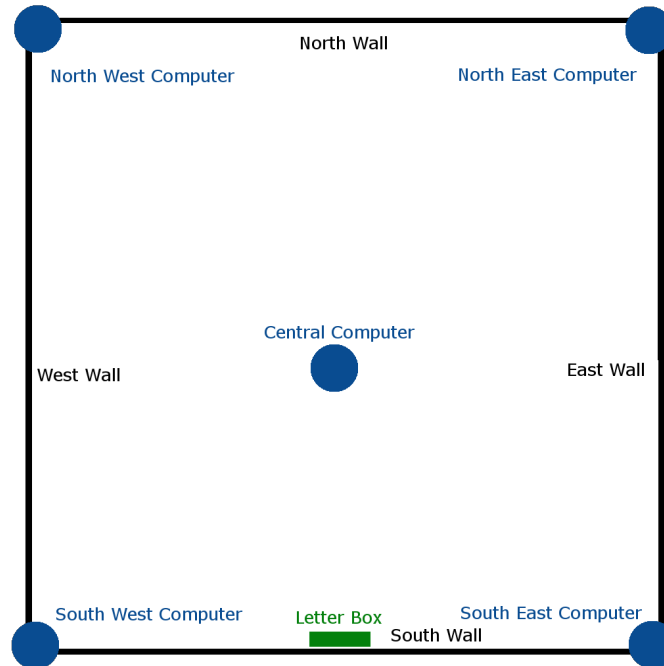 North Wall
North West Computer
North East Computer
Central Computer
West Wall
East Wall
South West Computer
Letter Box
South East Computer
South Wall